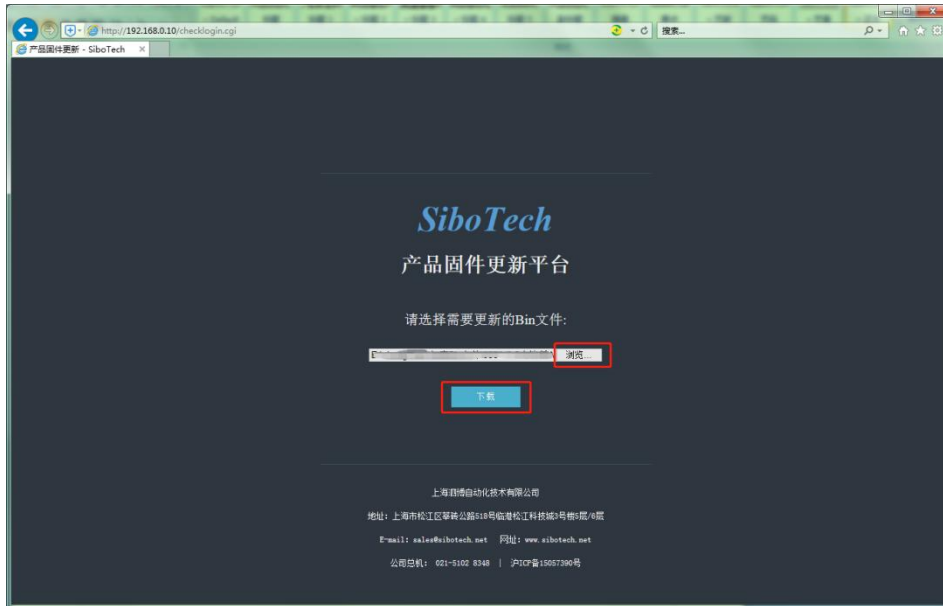 http://192.168.0.10/checklogin.cgi
搜索...
产品固件更新 - SiboTech
SiboTech
产品固件更新平台
请选择需要更新的Bin文件:
浏览...
下载
上海泗博自动化技术有限公司
地址: 上海市松江区莘砖公路518号临港松江科技城3号楼5层/6层
E-mail: sales@sibotech.net 网址: www.sibotech.net
公司总机: 021-5102 8348 | 沪ICP备15057390号